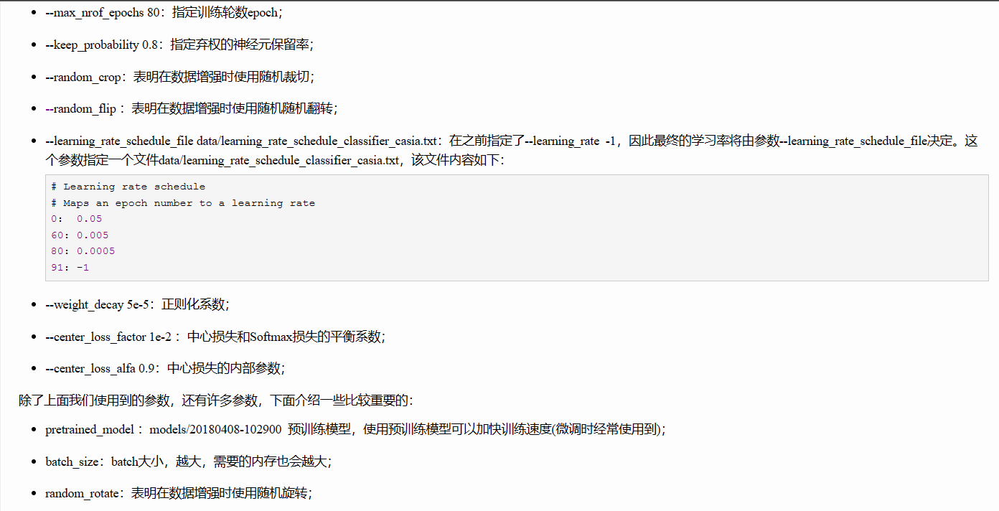 --max_nrof_epochs 80：指定训练轮数epoch；
--keep_probability 0.8：指定弃权的神经元保留率；
--random_crop：表明在数据增强时使用随机裁切；
--random_flip ：表明在数据增强时使用随机随机翻转；
--learning_rate_schedule_file data/learning_rate_schedule_classifier_casia.txt：在之前指定了--learning_rate -1，因此最终的学习率将由参数--learning_rate_schedule_file决定。这
个参数指定一个文件data/learning_rate_schedule_classifier_casia.txt，该文件内容如下：
# Learning rate schedule
# Maps an epoch number to a learning rate
0: 0.05
60: 0.005
80: 0.0005
91: -1
--weight_decay 5e-5：正则化系数；
--center_loss_factor 1e-2 ：中心损失和Softmax损失的平衡系数；
--center_loss_alfa 0.9：中心损失的内部参数；
除了上面我们使用到的参数，还有许多参数，下面介绍一些比较重要的：
pretrained_model ：models/20180408-102900 预训练模型，使用预训练模型可以加快训练速度(微调时经常使用到)；
batch_size：batch大小，越大，需要的内存也会越大；
random_rotate：表明在数据增强时使用随机旋转；